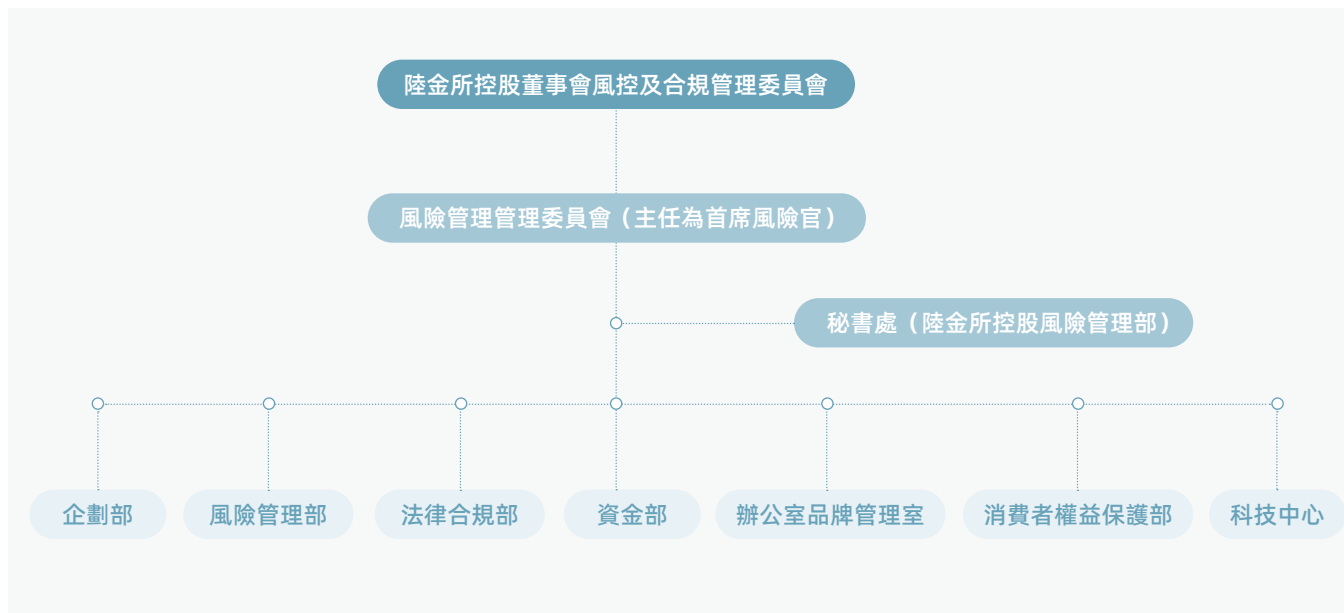 陸金所控股董事會風控及合規管理委員會
風險管理管理委員會（主任為首席風險官）
秘書處（陸金所控股風險管理部）
企劃部
風險管理部
法律合規部
資金部
辦公室品牌管理室
消費者權益保護部
科技中心